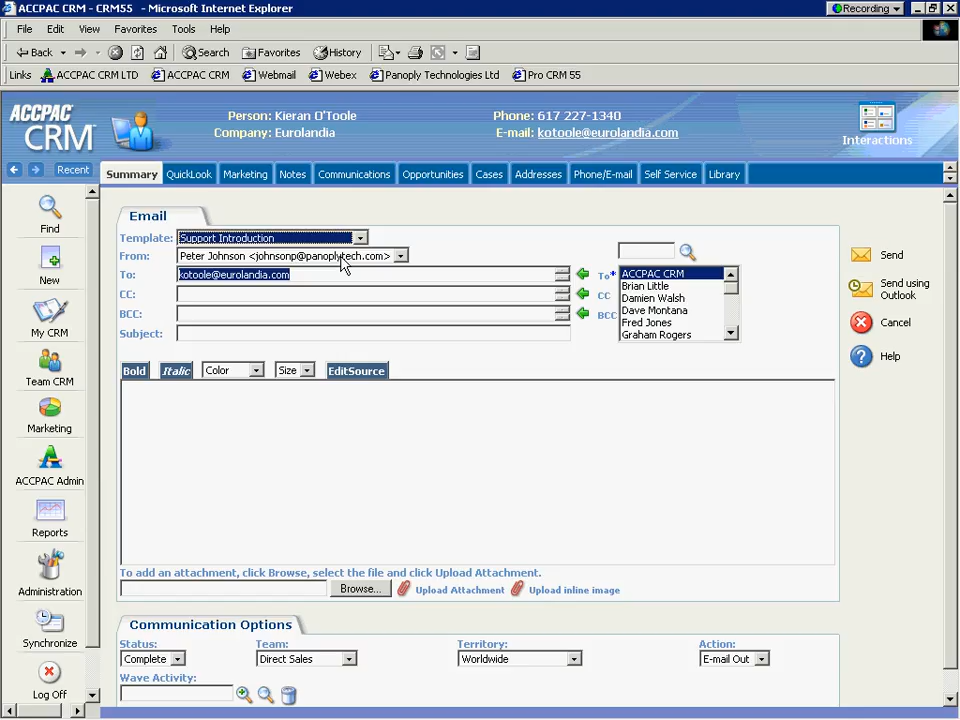 ACCPAC CRM - CRM55 - Microsoft Internet Explorer
Recording
File Edit View Favorites Tools Help
Back Search Favorites History
Links ACCPAC CRM LTD ACCPAC CRM Webmail Webex Panoply Technologies Ltd Pro CRM 55
ACCPAC CRM
Person: Kieran O'Toole
Company: Eurolandia
Phone: 617 227-1340
E-mail: kotoole@eurolandia.com
Interactions
Recent Summary QuickLook Marketing Notes Communications Opportunities Cases Addresses Phone/E-mail Self Service Library
Find
New
My CRM
Team CRM
Marketing
ACCPAC Admin
Reports
Administration
Synchronize
Log Off
Email
Template: Support Introduction
From: Peter Johnson <johnsonp@panoplytech.com>
To: kotoole@eurolandia.com
CC:
BCC:
Subject:
To*
CC
BCC
ACCPAC CRM
Brian Little
Damien Walsh
Dave Montana
Fred Jones
Graham Rogers
Send
Send using Outlook
Cancel
Help
Bold Italic Color Size EditSource
To add an attachment, click Browse, select the file and click Upload Attachment.
Browse... Upload Attachment Upload inline image
Communication Options
Status: Team: Territory: Action:
Complete Direct Sales Worldwide E-mail Out
Wave Activity: